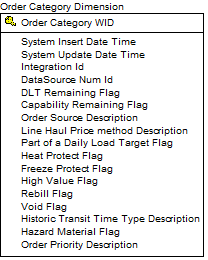 Order Category Dimension
Order Category WID
System Insert Date Time
System Update Date Time
Integration Id
DataSource Num Id
DLT Remaining Flag
Capability Remaining Flag
Order Source Description
Line Haul Price method Description
Part of a Daily Load Target Flag
Heat Protect Flag
Freeze Protect Flag
High Value Flag
Rebill Flag
Void Flag
Historic Transit Time Type Description
Hazard Material Flag
Order Priority Description